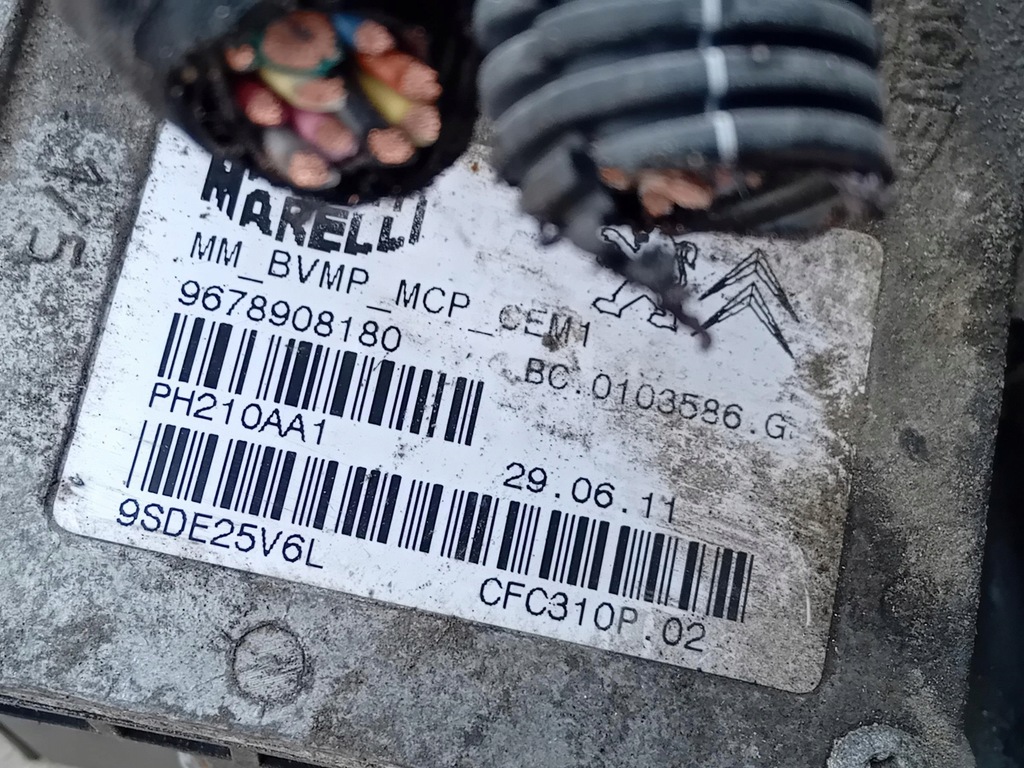 MARELLI
MM_BVMP_MCP_CEM1
9678908180
BC.0103586.G
PH210AA1
29.06.11
9SDE25V6L
CFC310P.02